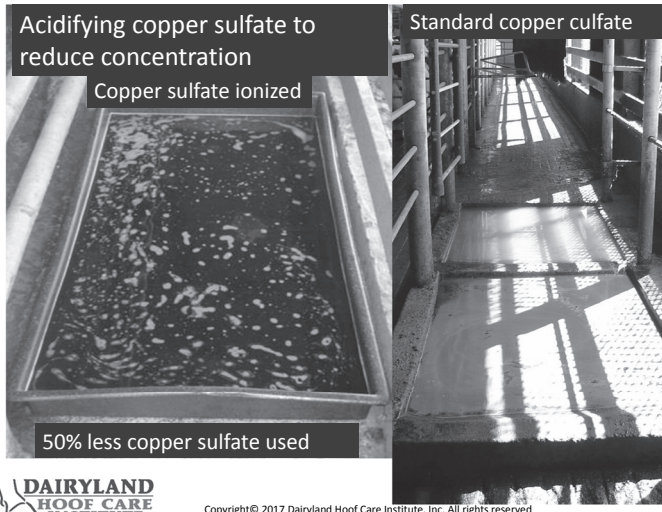 Acidifying copper sulfate to
reduce concentration
Copper sulfate ionized
50% less copper sulfate used
Standard copper culfate
DAIRYLAND
HOOF CARE
Copyright© 2017 Dairyland Hoof Care Institute, Inc. All rights reserved